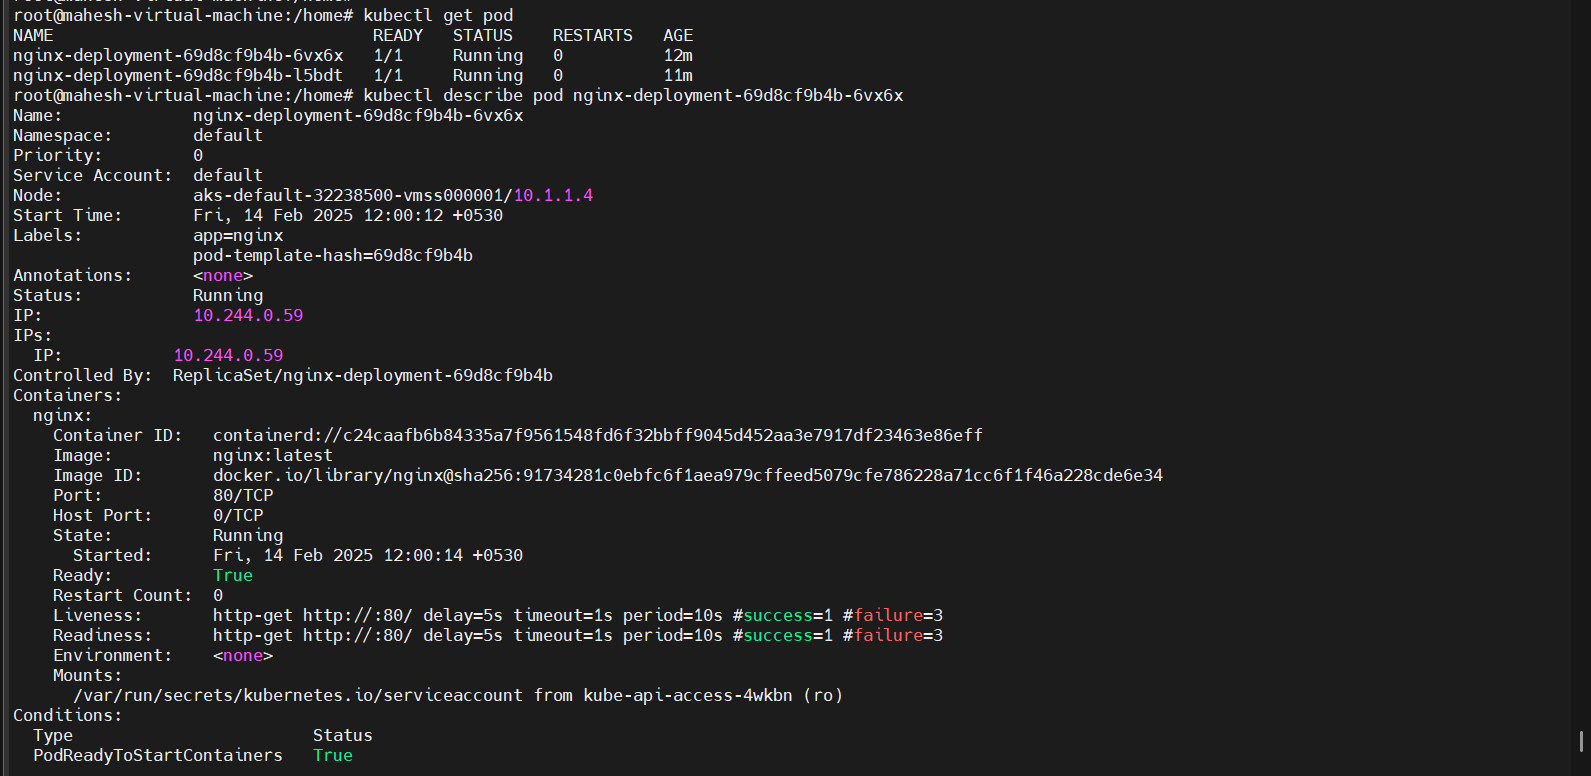 root@mahesh-virtual-machine:/home# kubectl get pod
NAME                                READY   STATUS    RESTARTS   AGE
nginx-deployment-69d8cf9b4b-6vx6x   1/1     Running   0          12m
nginx-deployment-69d8cf9b4b-l5bdt   1/1     Running   0          11m
root@mahesh-virtual-machine:/home# kubectl describe pod nginx-deployment-69d8cf9b4b-6vx6x
Name:             nginx-deployment-69d8cf9b4b-6vx6x
Namespace:        default
Priority:         0
Service Account:  default
Node:             aks-default-32238500-vmss000001/10.1.1.4
Start Time:       Fri, 14 Feb 2025 12:00:12 +0530
Labels:           app=nginx
                  pod-template-hash=69d8cf9b4b
Annotations:      <none>
Status:           Running
IP:               10.244.0.59
IPs:
  IP:           10.244.0.59
Controlled By:  ReplicaSet/nginx-deployment-69d8cf9b4b
Containers:
  nginx:
    Container ID:   containerd://c24caafb6b84335a7f9561548fd6f32bbff9045d452aa3e7917df23463e86eff
    Image:          nginx:latest
    Image ID:       docker.io/library/nginx@sha256:91734281c0ebfc6f1aea979cffeed5079cfe786228a71cc6f1f46a228cde6e34
    Port:           80/TCP
    Host Port:      0/TCP
    State:          Running
      Started:      Fri, 14 Feb 2025 12:00:14 +0530
    Ready:          True
    Restart Count:  0
    Liveness:       http-get http://:80/ delay=5s timeout=1s period=10s #success=1 #failure=3
    Readiness:      http-get http://:80/ delay=5s timeout=1s period=10s #success=1 #failure=3
    Environment:    <none>
    Mounts:
      /var/run/secrets/kubernetes.io/serviceaccount from kube-api-access-4wkbn (ro)
Conditions:
  Type                        Status
  PodReadyToStartContainers   True